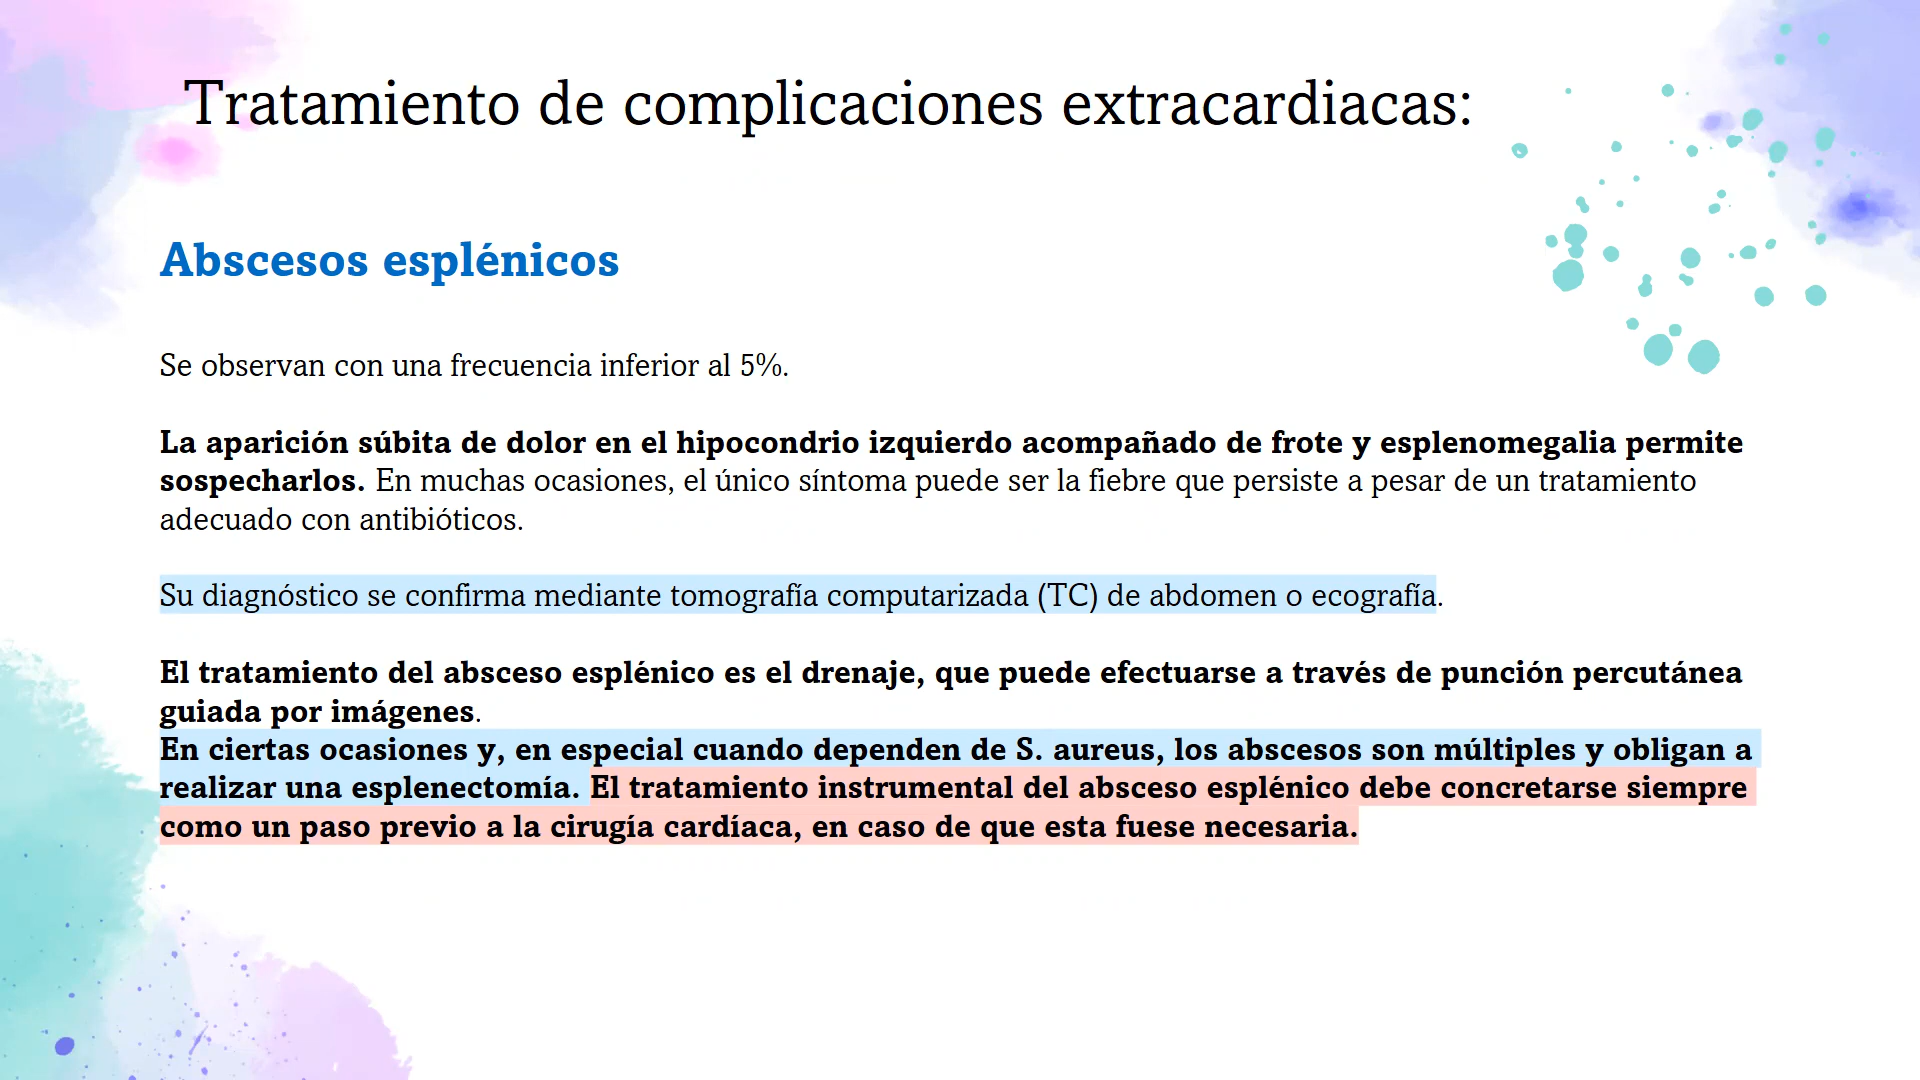 Tratamiento de complicaciones extracardiacas:
Abscesos esplénicos
Se observan con una frecuencia inferior al 5%.
La aparición súbita de dolor en el hipocondrio izquierdo acompañado de frote y esplenomegalia permite
sospecharlos. En muchas ocasiones, el único síntoma puede ser la fiebre que persiste a pesar de un tratamiento
adecuado con antibióticos.
Su diagnóstico se confirma mediante tomografía computarizada (TC) de abdomen o ecografía.
El tratamiento del absceso esplénico es el drenaje, que puede efectuarse a través de punción percutánea
guiada por imágenes.
En ciertas ocasiones y, en especial cuando dependen de S. aureus, los abscesos son múltiples y obligan a
realizar una esplenectomía. El tratamiento instrumental del absceso esplénico debe concretarse siempre
como un paso previo a la cirugía cardíaca, en caso de que esta fuese necesaria.